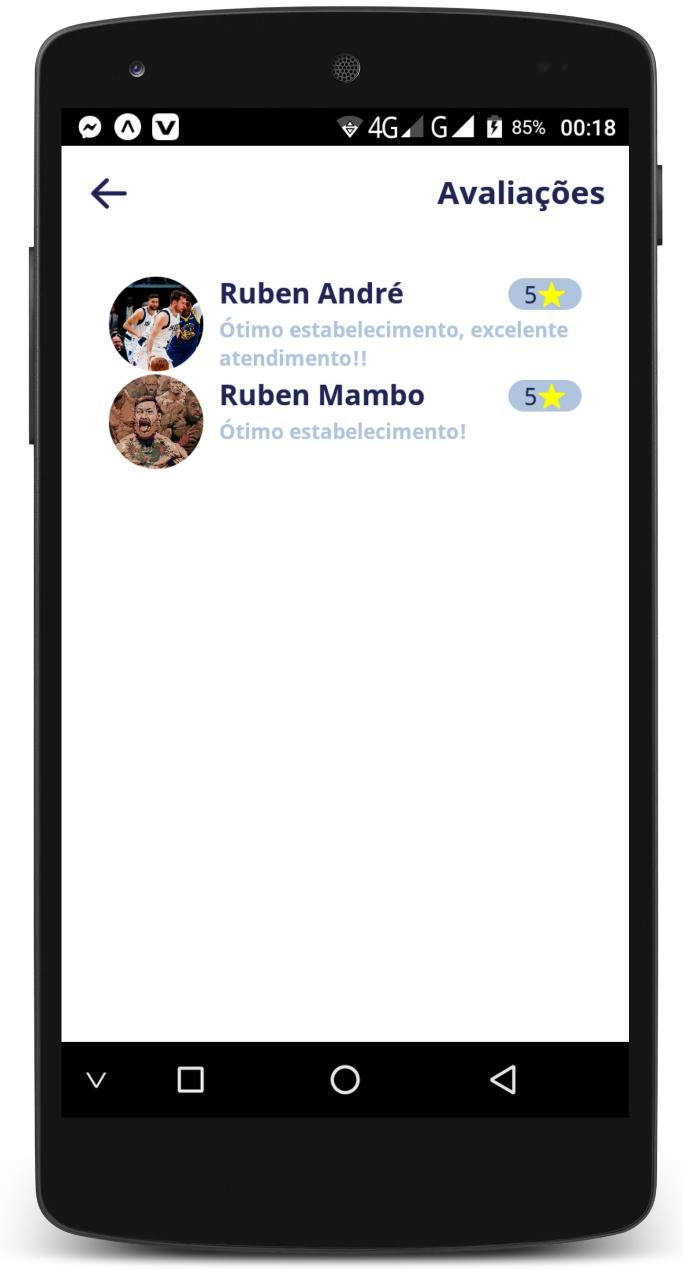 4G G 85% 00:18
Avaliações
Ruben André 5
Ótimo estabelecimento, excelente
atendimento!!
Ruben Mambo 5
Ótimo estabelecimento!